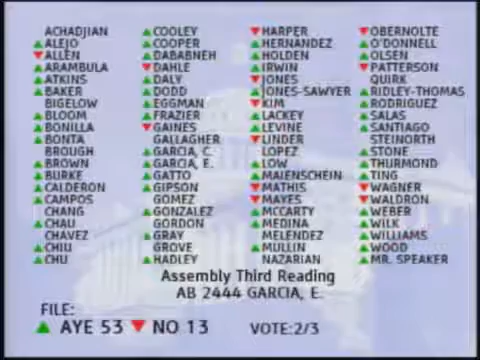 ACHADJIAN COOLEY HARPER OBERNOLTE
ALEJO COOPER HERNANDEZ O'DONNELL
ALLEN DABABNEH HOLDEN OLSEN
ARAMBULA DAHLE IRWIN PATTERSON
ATKINS DALY JONES QUIRK
BAKER DODD JONES-SAWYER RIDLEY-THOMAS
BIGELOW EGGMAN KIM RODRIGUEZ
BLOOM FRAZIER LACKEY SALAS
BONILLA GAINES LEVINE SANTIAGO
BONTA GALLAGHER LINDER STEINORTH
BROUGH GARCIA, C. LOPEZ STONE
BROWN GARCIA, E. LOW THURMOND
BURKE GATTO MAIENSCHEIN TING
CALDERON GIPSON MATHIS WAGNER
CAMPOS GOMEZ MAYES WALDRON
CHANG GONZALEZ MCCARTY WEBER
CHAU GORDON MEDINA WILK
CHAVEZ GRAY MELENDEZ WILLIAMS
CHIU GROVE MULLIN WOOD
CHU HADLEY NAZARIAN MR. SPEAKER
Assembly Third Reading
AB 2444 GARCIA, E.
FILE:
AYE 53 NO 13 VOTE:2/3